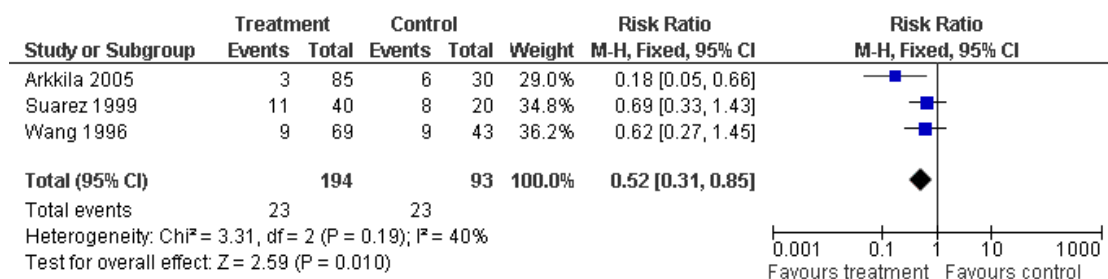 Treatment Control Risk Ratio Risk Ratio
Study or Subgroup Events Total Events Total Weight M-H, Fixed, 95% CI M-H, Fixed, 95% CI
Arkkila 2005 3 85 6 30 29.0% 0.18 [0.05, 0.66]
Suarez 1999 11 40 8 20 34.8% 0.69 [0.33, 1.43]
Wang 1996 9 69 9 43 36.2% 0.62 [0.27, 1.45]
Total (95% CI) 194 93 100.0% 0.52 [0.31, 0.85]
Total events 23 23
Heterogeneity: Chi² = 3.31, df = 2 (P = 0.19); I² = 40%
Test for overall effect: Z = 2.59 (P = 0.010)
0.001 0.1 1 10 1000
Favours treatment Favours control